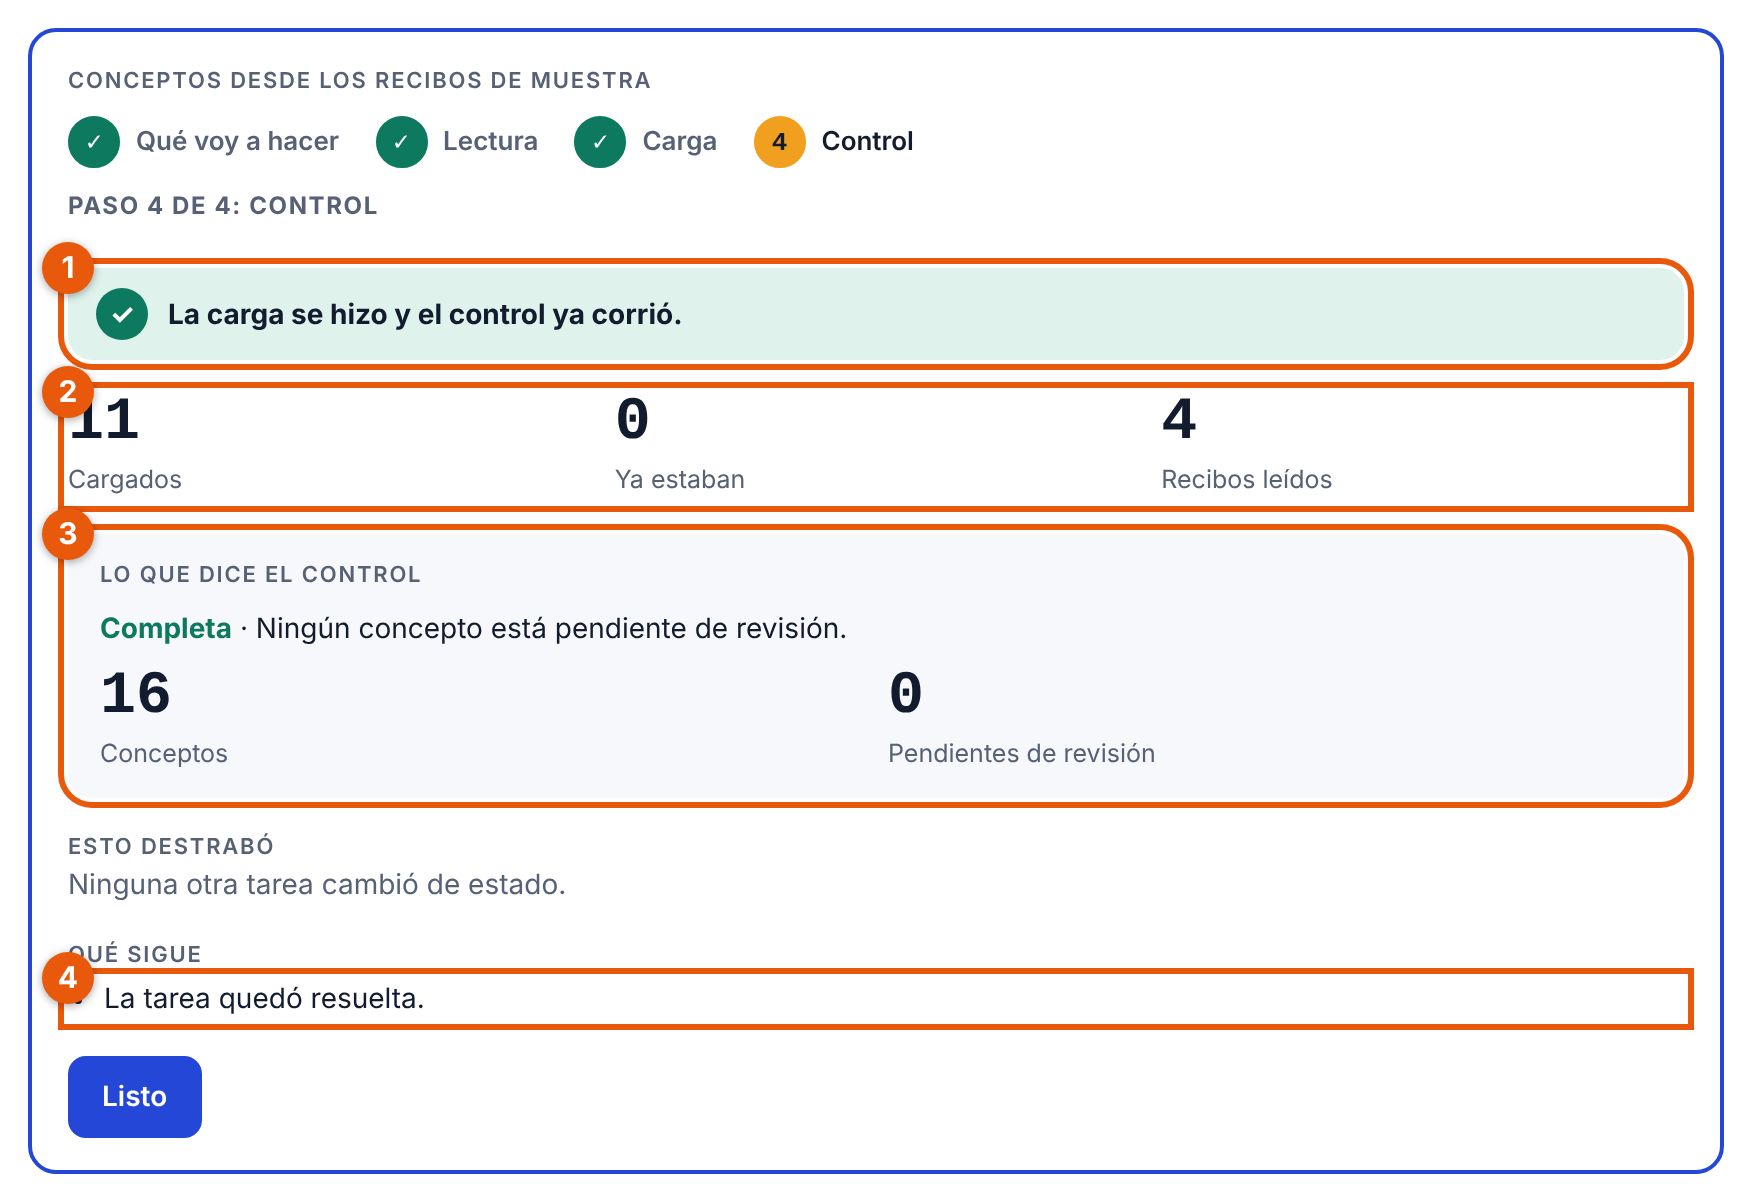 CONCEPTOS DESDE LOS RECIBOS DE MUESTRA
✓ Qué voy a hacer ✓ Lectura ✓ Carga 4 Control
PASO 4 DE 4: CONTROL
1
La carga se hizo y el control ya corrió.
2
11 0 4
Cargados Ya estaban Recibos leídos
3
LO QUE DICE EL CONTROL
Completa · Ningún concepto está pendiente de revisión.
16 0
Conceptos Pendientes de revisión
ESTO DESTRABÓ
Ninguna otra tarea cambió de estado.
QUÉ SIGUE
4
La tarea quedó resuelta.
Listo